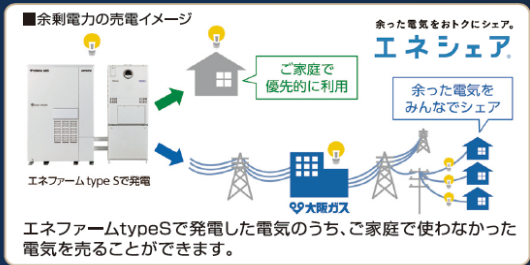 ■余剰電力の売電イメージ
余った電気をおトクにシェア。
エネシェア
ご家庭で
優先的に利用
余った電気を
みんなでシェア
エネファーム type Sで発電
大阪ガス
エネファームtypeSで発電した電気のうち、ご家庭で使わなかった
電気を売ることができます。